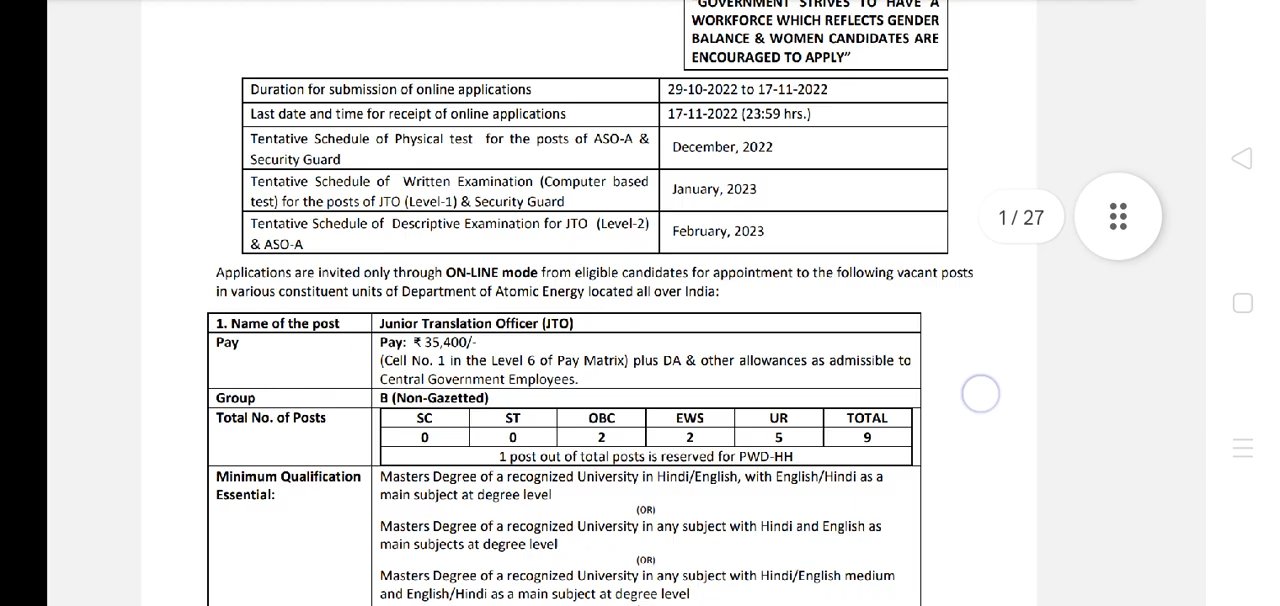 "GOVERNMENT STRIVES TO HAVE A
WORKFORCE WHICH REFLECTS GENDER
BALANCE & WOMEN CANDIDATES ARE
ENCOURAGED TO APPLY”
Duration for submission of online applications 29-10-2022 to 17-11-2022
Last date and time for receipt of online applications 17-11-2022 (23:59 hrs.)
Tentative Schedule of Physical test for the posts of ASO-A &
Security Guard
December, 2022
Tentative Schedule of Written Examination (Computer based
test) for the posts of JTO (Level-1) & Security Guard
January, 2023
Tentative Schedule of Descriptive Examination for JTO (Level-2)
& ASO-A
February, 2023
1 / 27
Applications are invited only through ON-LINE mode from eligible candidates for appointment to the following vacant posts
in various constituent units of Department of Atomic Energy located all over India:
1. Name of the post Junior Translation Officer (JTO)
Pay Pay: ₹ 35,400/-
(Cell No. 1 in the Level 6 of Pay Matrix) plus DA & other allowances as admissible to
Central Government Employees.
Group B (Non-Gazetted)
Total No. of Posts SC ST OBC EWS UR TOTAL
0 0 2 2 5 9
1 post out of total posts is reserved for PWD-HH
Minimum Qualification Masters Degree of a recognized University in Hindi/English, with English/Hindi as a
Essential: main subject at degree level
(OR)
Masters Degree of a recognized University in any subject with Hindi and English as
main subjects at degree level
(OR)
Masters Degree of a recognized University in any subject with Hindi/English medium
and English/Hindi as a main subject at degree level